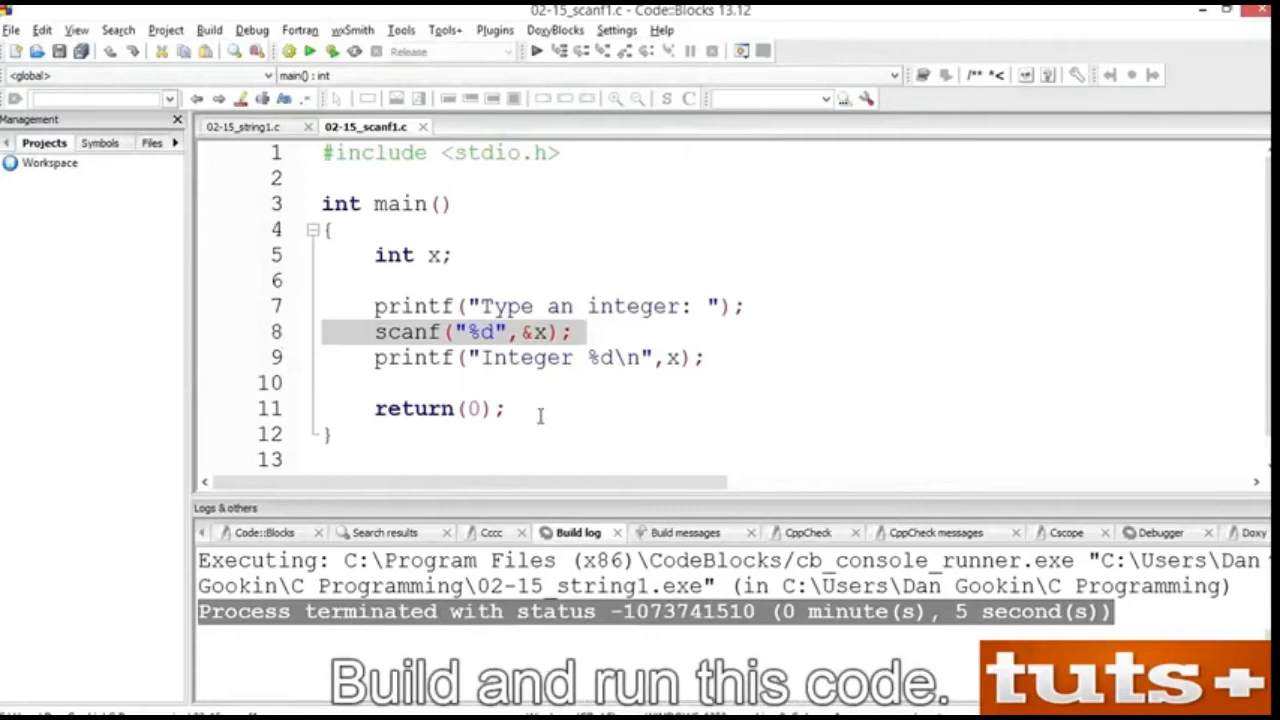 02-15_scanf1.c - Code::Blocks 13.12
File Edit View Search Project Build Debug Fortran wxSmith Tools Tools+ Plugins DoxyBlocks Settings Help
Release
<global> main() : int /** *<
S C
Management
Projects Symbols Files
Workspace
02-15_string1.c 02-15_scanf1.c
1 #include <stdio.h>
2
3 int main()
4 {
5 int x;
6
7 printf("Type an integer: ");
8 scanf("%d",&x);
9 printf("Integer %d\n",x);
10
11 return(0);
12 }
13
Logs & others
Code::Blocks Search results Cccc Build log Build messages CppCheck CppCheck messages Cscope Debugger Doxy
Executing: C:\Program Files (x86)\CodeBlocks/cb_console_runner.exe "C:\Users\Dan
Gookin\C Programming\02-15_string1.exe" (in C:\Users\Dan Gookin\C Programming)
Process terminated with status -1073741510 (0 minute(s), 5 second(s))
Build and run this code.
tuts+